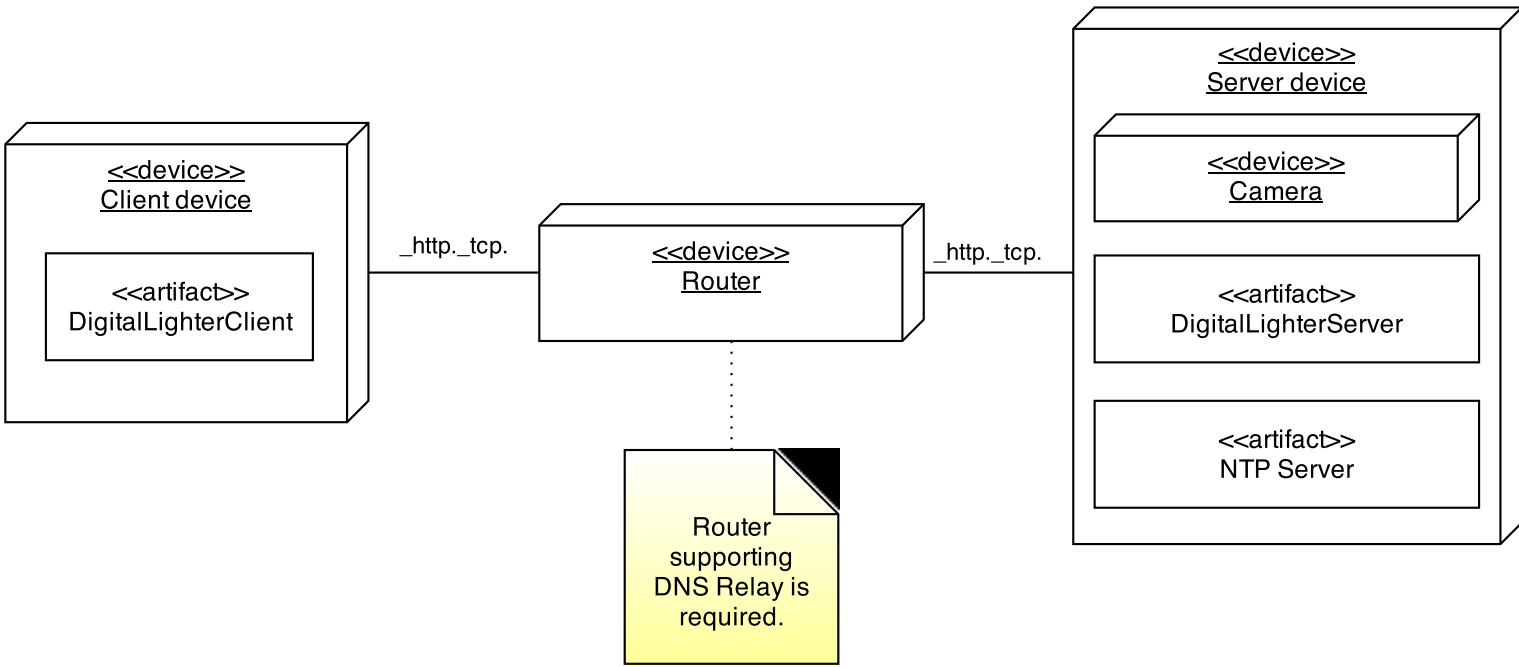 <<device>>
Client device
<<artifact>>
DigitalLighterClient
_http._tcp.
<<device>>
Router
Router
supporting
DNS Relay is
required.
_http._tcp.
<<device>>
Server device
<<device>>
Camera
<<artifact>>
DigitalLighterServer
<<artifact>>
NTP Server